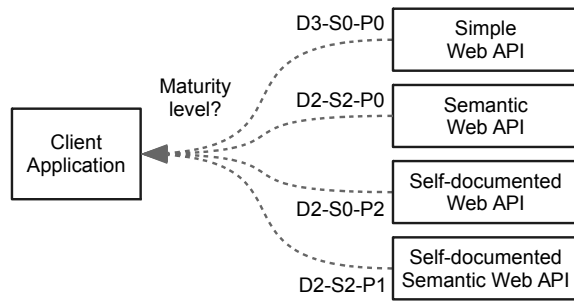 D3-S0-P0
Simple
Web API
Maturity
level?
D2-S2-P0
Semantic
Web API
Client
Application
Self-documented
Web API
D2-S0-P2
Self-documented
Semantic Web API
D2-S2-P1